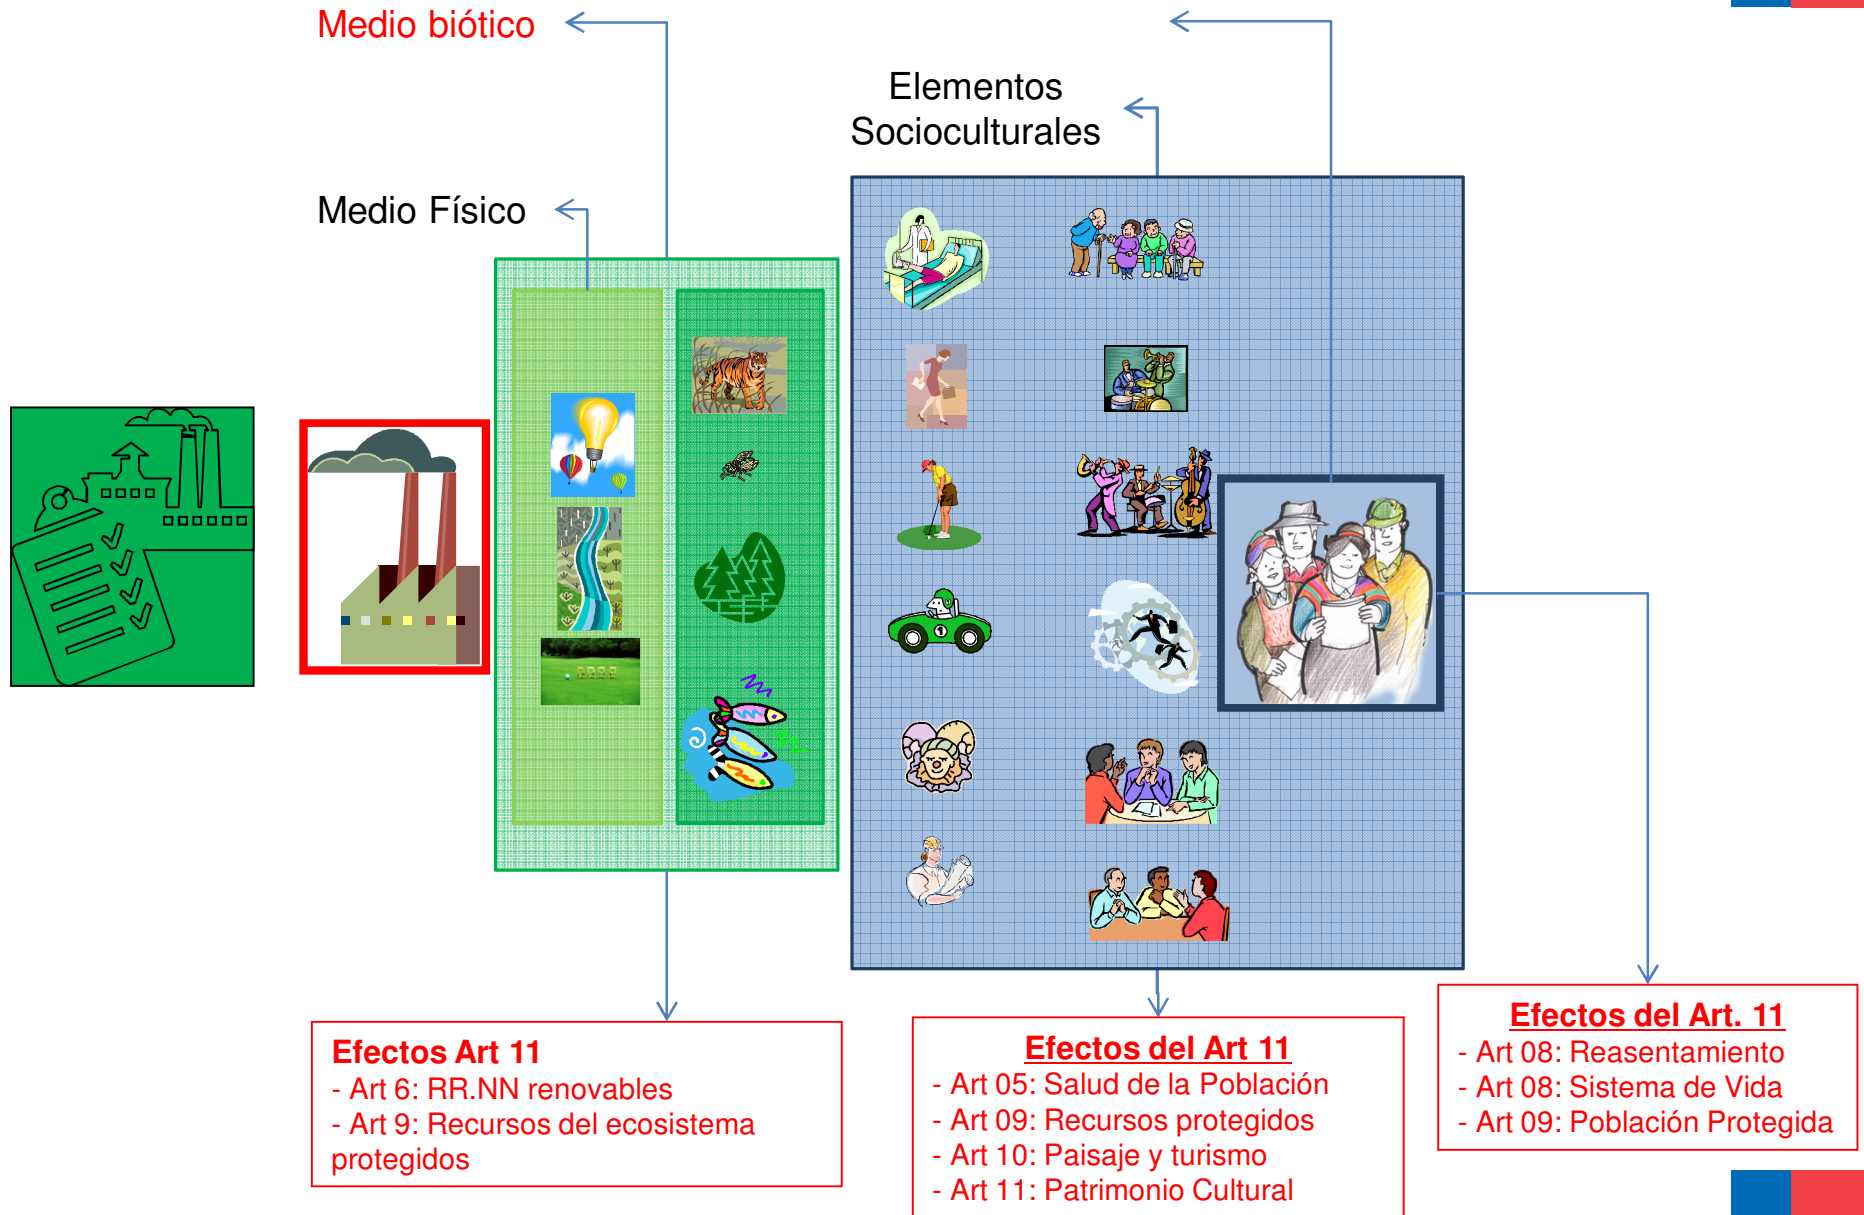 Medio biótico
Elementos
Socioculturales
Medio Físico
1
Efectos Art 11
- Art 6: RR.NN renovables
- Art 9: Recursos del ecosistema
protegidos
Efectos del Art 11
- Art 05: Salud de la Población
- Art 09: Recursos protegidos
- Art 10: Paisaje y turismo
- Art 11: Patrimonio Cultural
Efectos del Art. 11
- Art 08: Reasentamiento
- Art 08: Sistema de Vida
- Art 09: Población Protegida